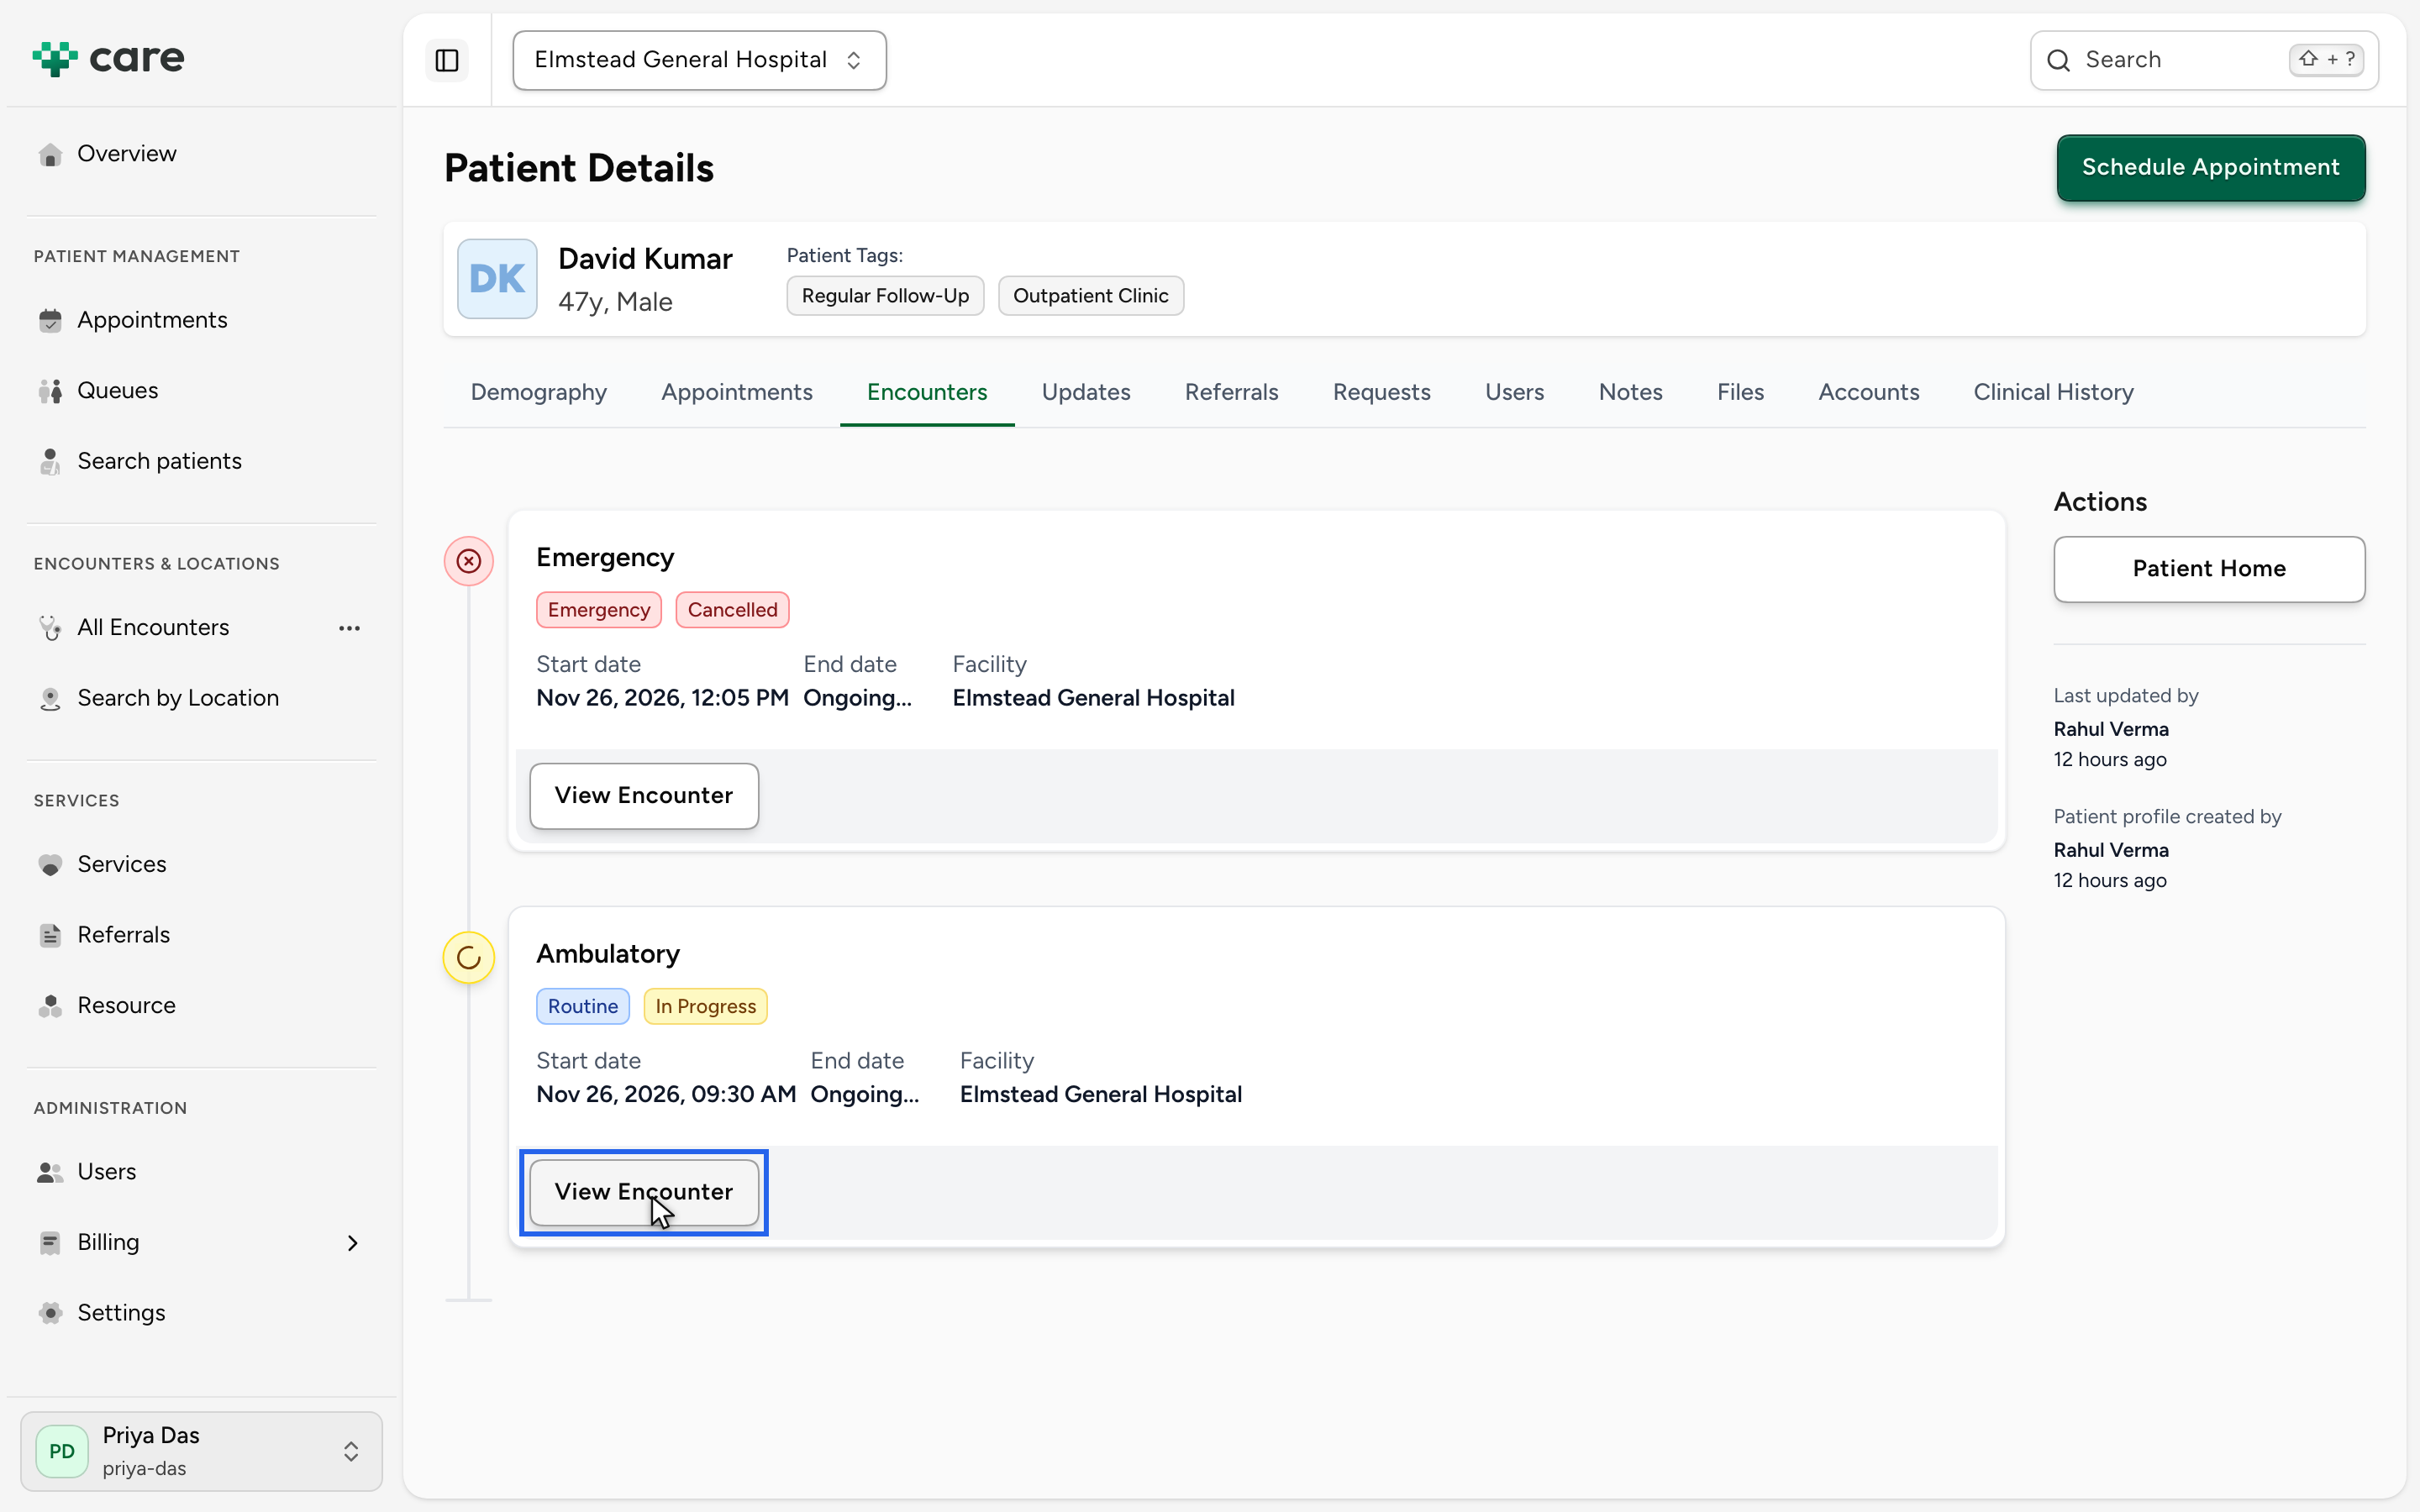 care
Overview
PATIENT MANAGEMENT
Appointments
Queues
Search patients
ENCOUNTERS & LOCATIONS
All Encounters
Search by Location
SERVICES
Services
Referrals
Resource
ADMINISTRATION
Users
Billing
Settings
PD
Priya Das
priya-das
Elmstead General Hospital
Search
+ ?
Patient Details
Schedule Appointment
DK
David Kumar
47y, Male
Patient Tags:
Regular Follow-Up
Outpatient Clinic
Demography
Appointments
Encounters
Updates
Referrals
Requests
Users
Notes
Files
Accounts
Clinical History
Emergency
Emergency
Cancelled
Start date
Nov 26, 2026, 12:05 PM
End date
Ongoing...
Facility
Elmstead General Hospital
View Encounter
Ambulatory
Routine
In Progress
Start date
Nov 26, 2026, 09:30 AM
End date
Ongoing...
Facility
Elmstead General Hospital
View Encounter
Actions
Patient Home
Last updated by
Rahul Verma
12 hours ago
Patient profile created by
Rahul Verma
12 hours ago